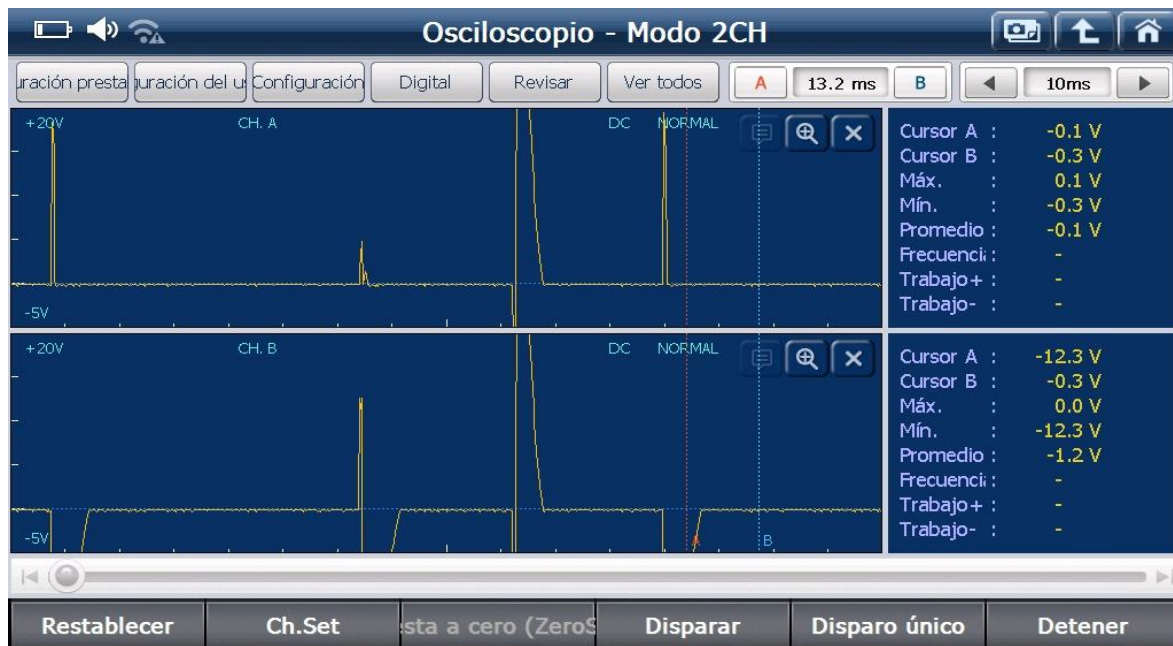 Osciloscopio - Modo 2CH
uración presta
guración del u
Configuración
Digital
Revisar
Ver todos
A
13.2 ms
B
10ms
+20V
CH. A
DC
NORMAL
-5V
Cursor A : -0.1 V
Cursor B : -0.3 V
Máx. : 0.1 V
Mín. : -0.3 V
Promedio : -0.1 V
Frecuenci: -
Trabajo+ : -
Trabajo- : -
+20V
CH. B
DC
NORMAL
-5V
A
B
Cursor A : -12.3 V
Cursor B : -0.3 V
Máx. : 0.0 V
Mín. : -12.3 V
Promedio : -1.2 V
Frecuenci: -
Trabajo+ : -
Trabajo- : -
Restablecer
Ch.Set
esta a cero (ZeroS
Disparar
Disparo único
Detener